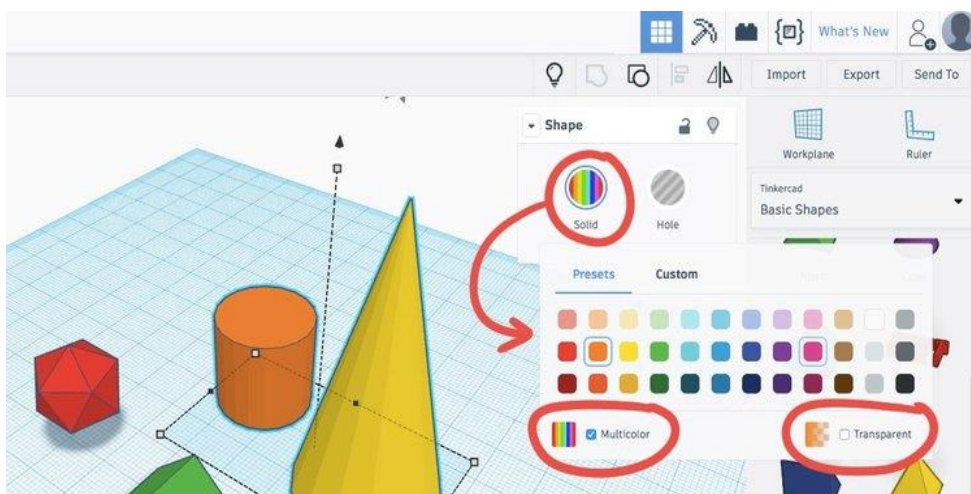 What's New
Import Export Send To
Shape
Workplane Ruler
Solid Hole
Tinkercad
Basic Shapes
Presets Custom
Multicolor Transparent